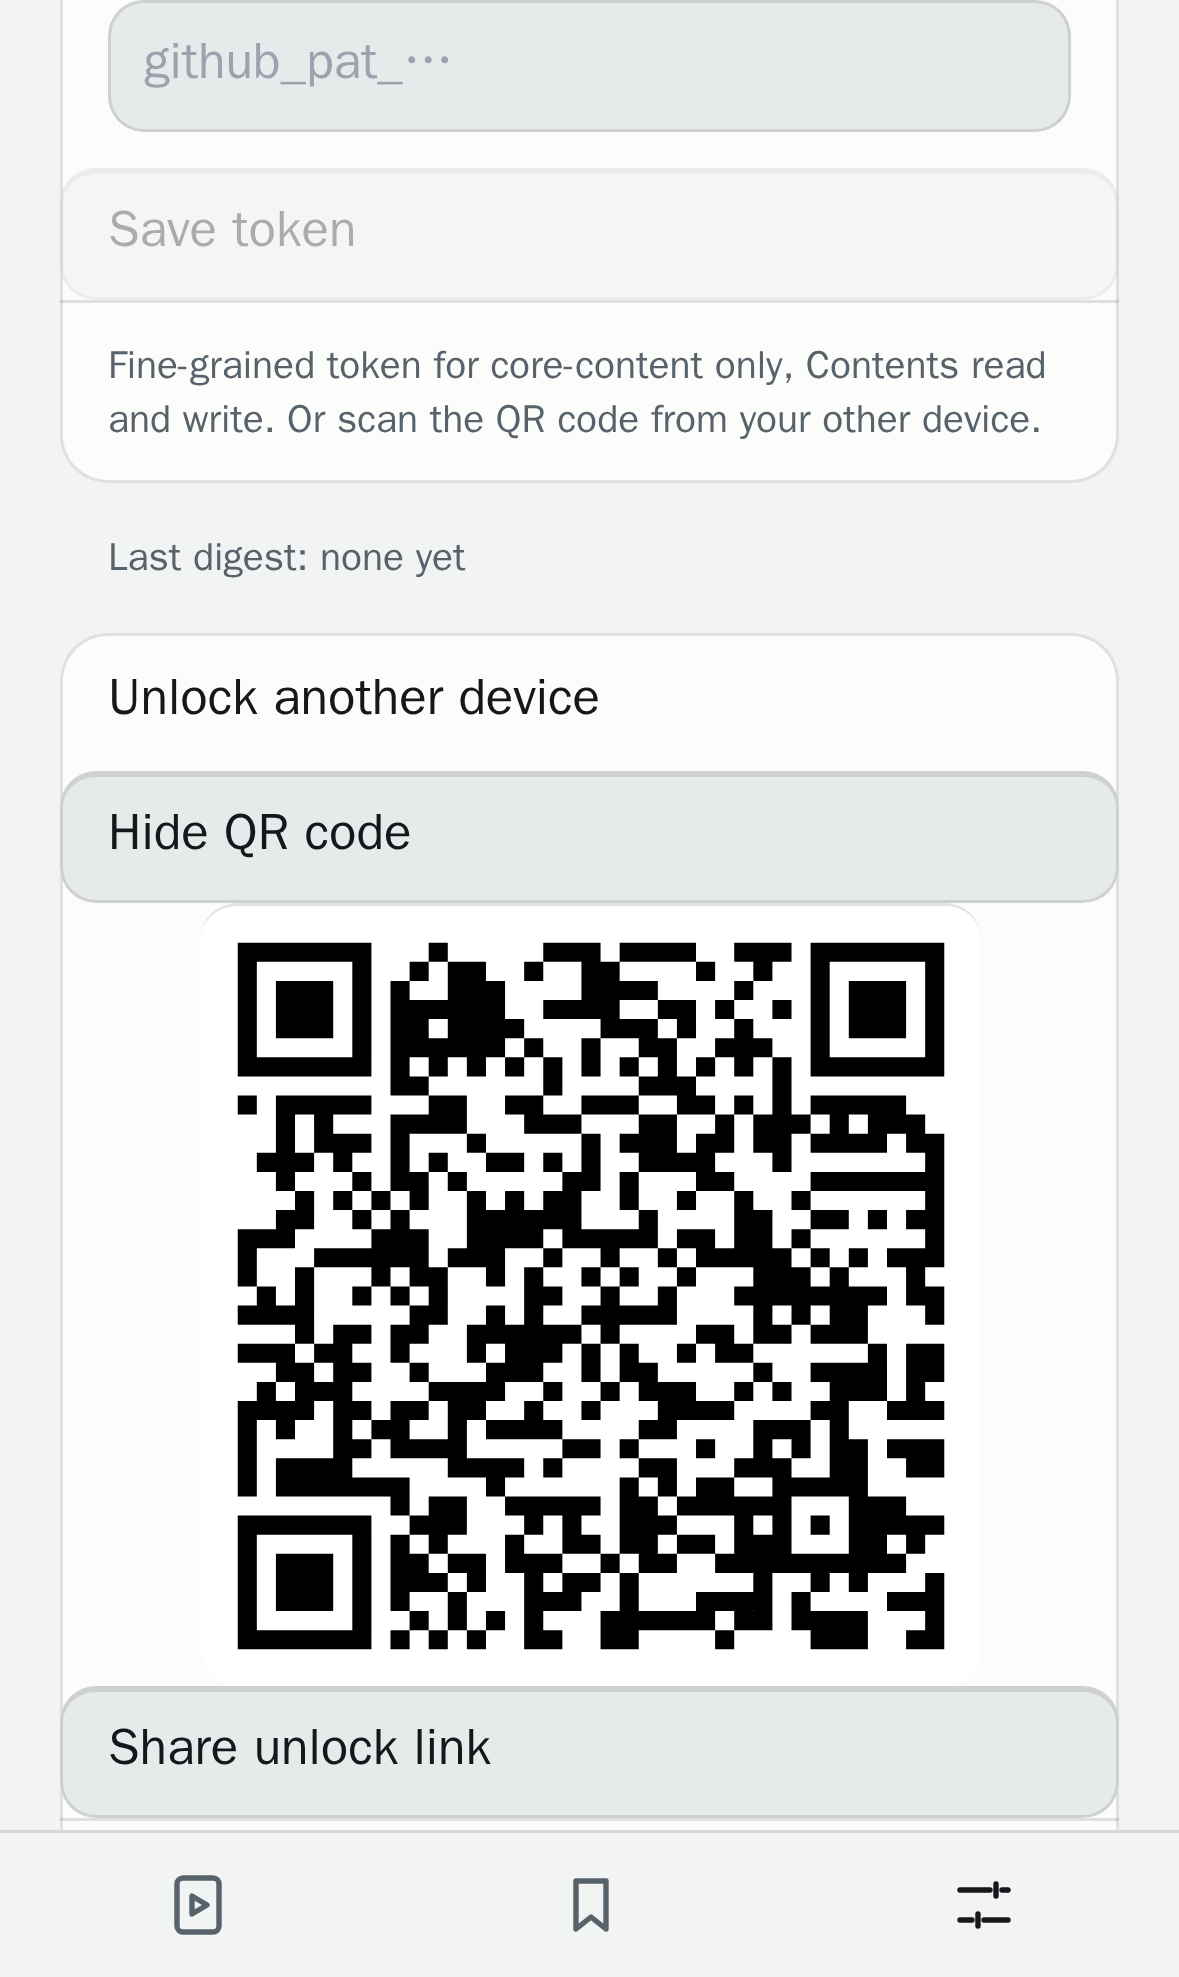 github_pat_···
Save token
Fine-grained token for core-content only, Contents read
and write. Or scan the QR code from your other device.
Last digest: none yet
Unlock another device
Hide QR code
Share unlock link